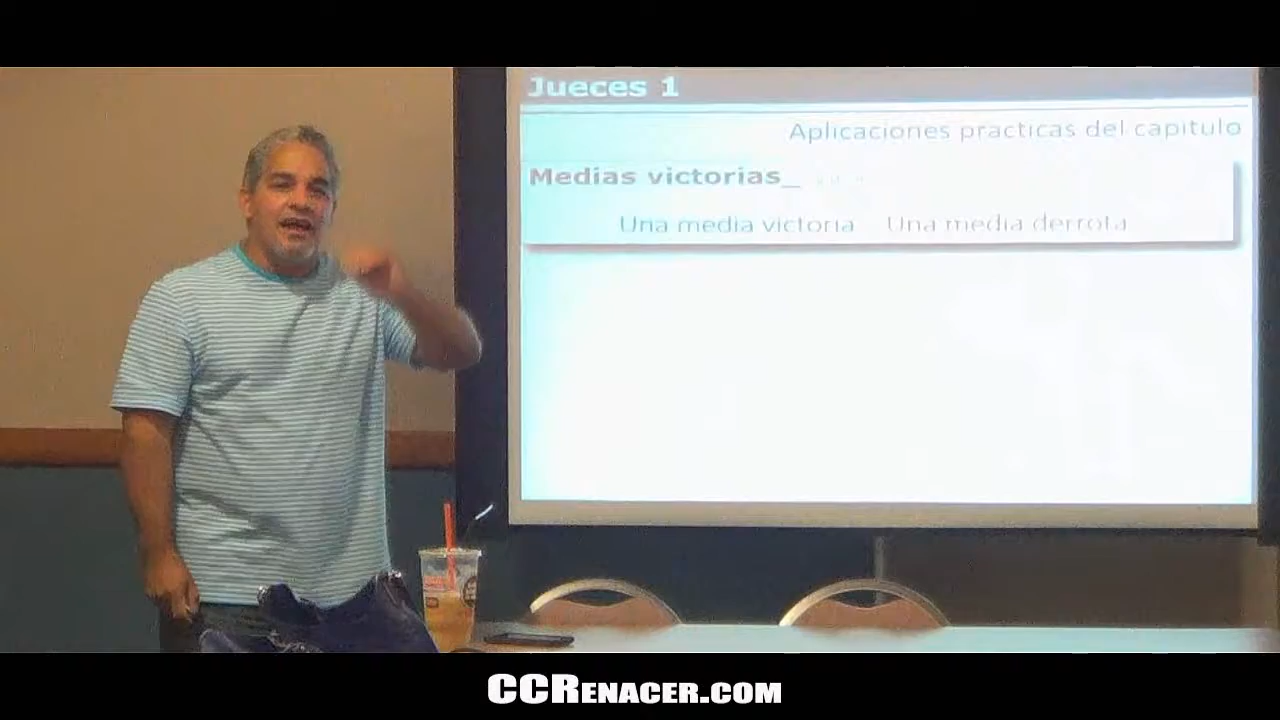 Jueces 1
Aplicaciones practicas del capitulo
Medias victorias_
Una media victoria Una media derrota
CCRENACER.COM